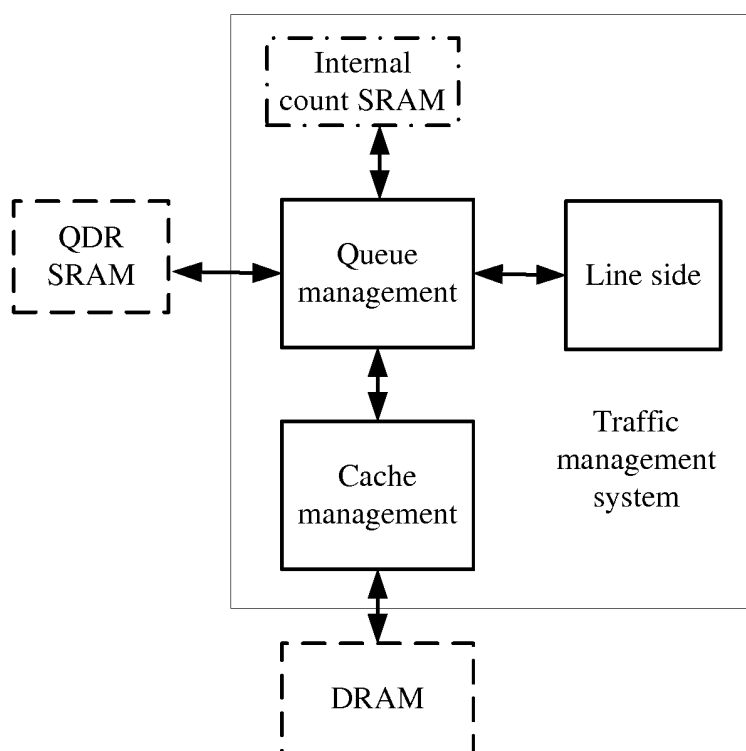 Internal
count SRAM
QDR
SRAM
Queue
management
Line side
Traffic
management
system
Cache
management
DRAM